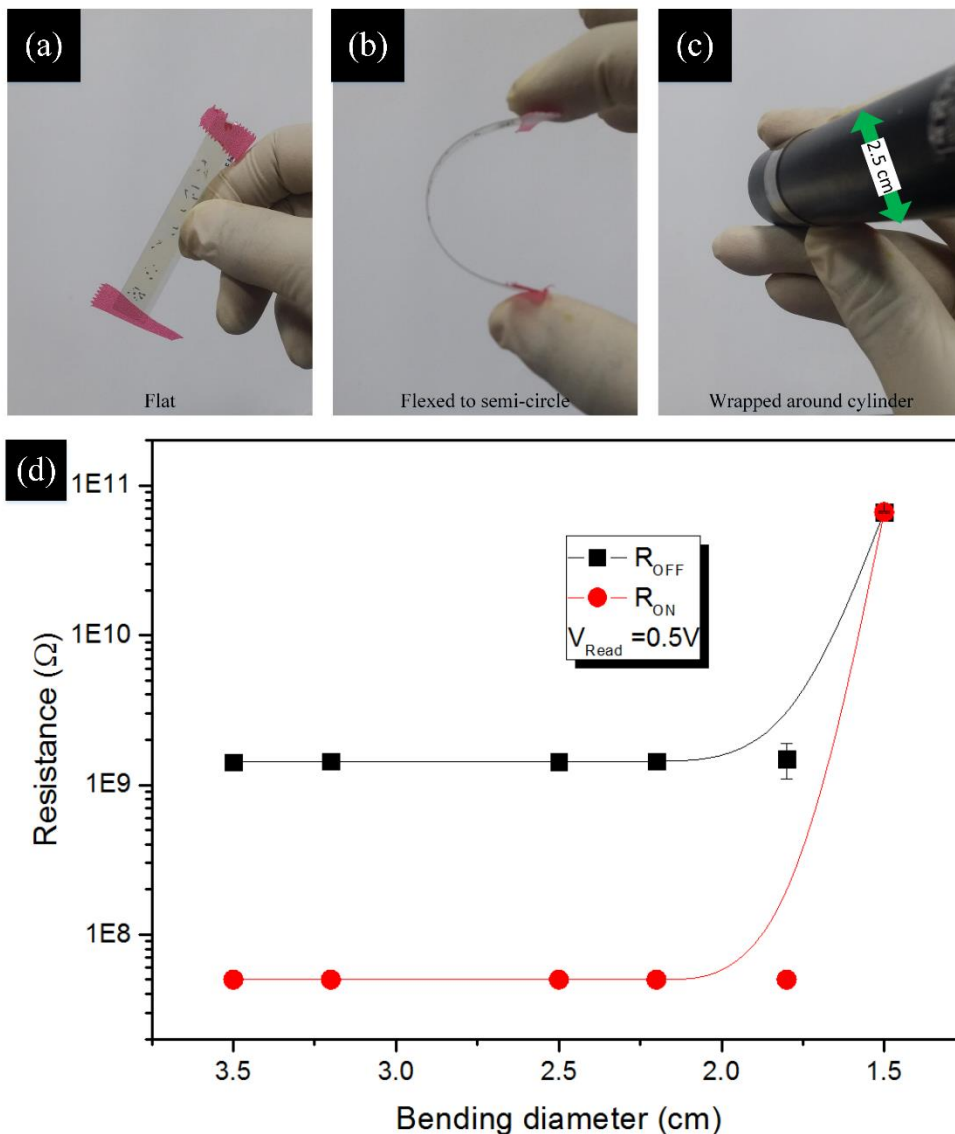 (a)
(b)
(c)
2.5 cm
Flat
Flexed to semi-circle
Wrapped around cylinder
(d)
1E11
1E10
1E9
1E8
Resistance (Ω)
R_OFF
R_ON
V_Read =0.5V
3.5 3.0 2.5 2.0 1.5
Bending diameter (cm)